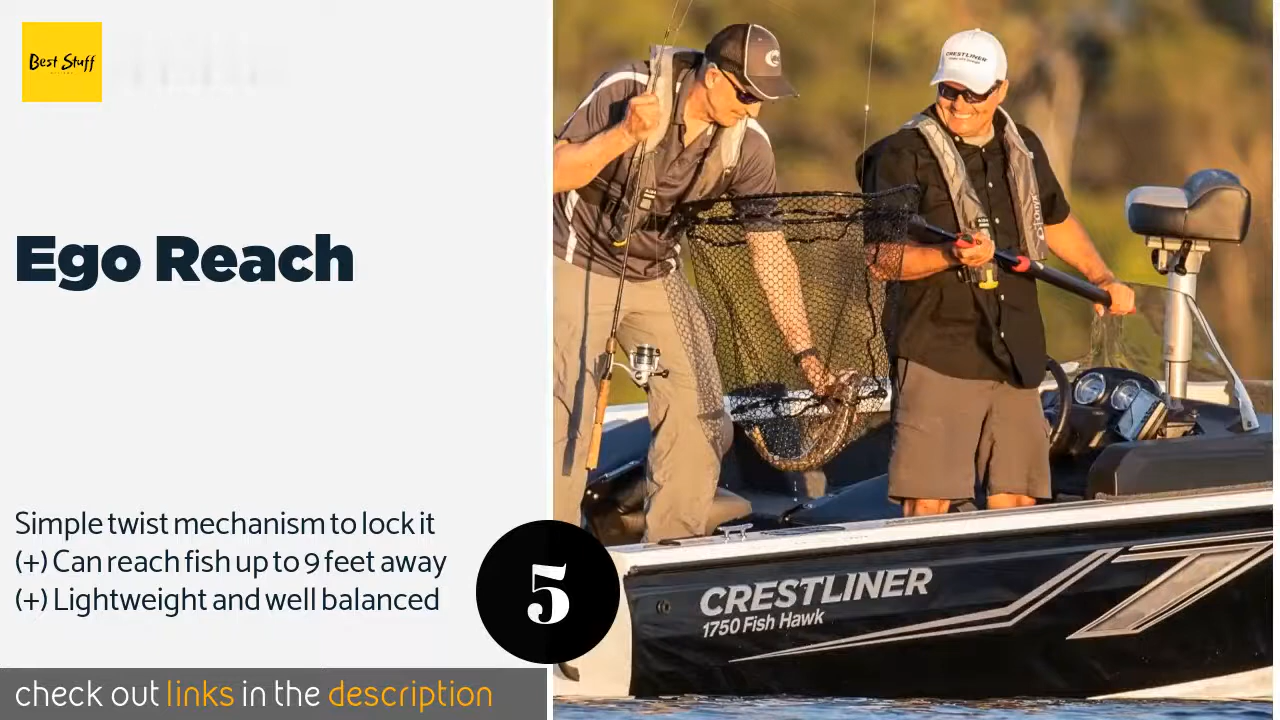 Best Stuff
Ego Reach
Simple twist mechanism to lock it
(+) Can reach fish up to 9 feet away
(+) Lightweight and well balanced
5
check out links in the description
CRESTLINER
CRESTLINER
1750 Fish Hawk